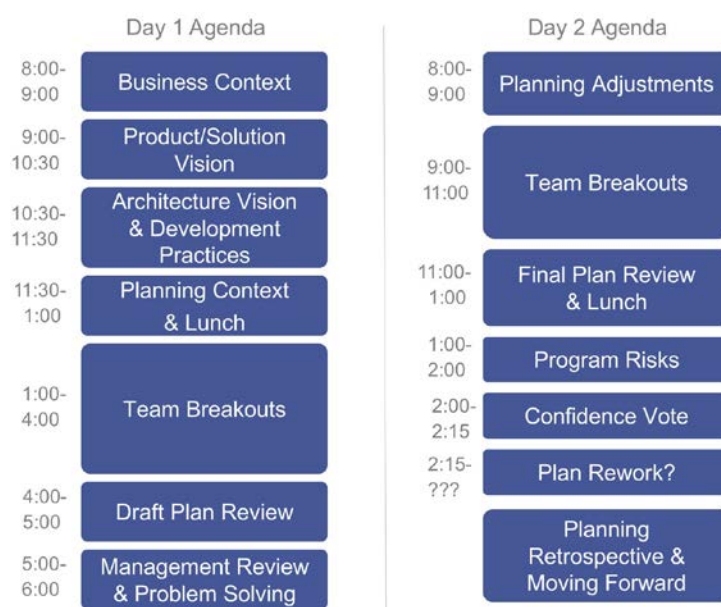 Day 1 Agenda
8:00-
9:00
Business Context
9:00-
10:30
Product/Solution
Vision
10:30-
11:30
Architecture Vision
& Development
Practices
11:30-
1:00
Planning Context
& Lunch
1:00-
4:00
Team Breakouts
4:00-
5:00
Draft Plan Review
5:00-
6:00
Management Review
& Problem Solving
Day 2 Agenda
8:00-
9:00
Planning Adjustments
9:00-
11:00
Team Breakouts
11:00-
1:00
Final Plan Review
& Lunch
1:00-
2:00
Program Risks
2:00-
2:15
Confidence Vote
2:15-
???
Plan Rework?
Planning
Retrospective &
Moving Forward